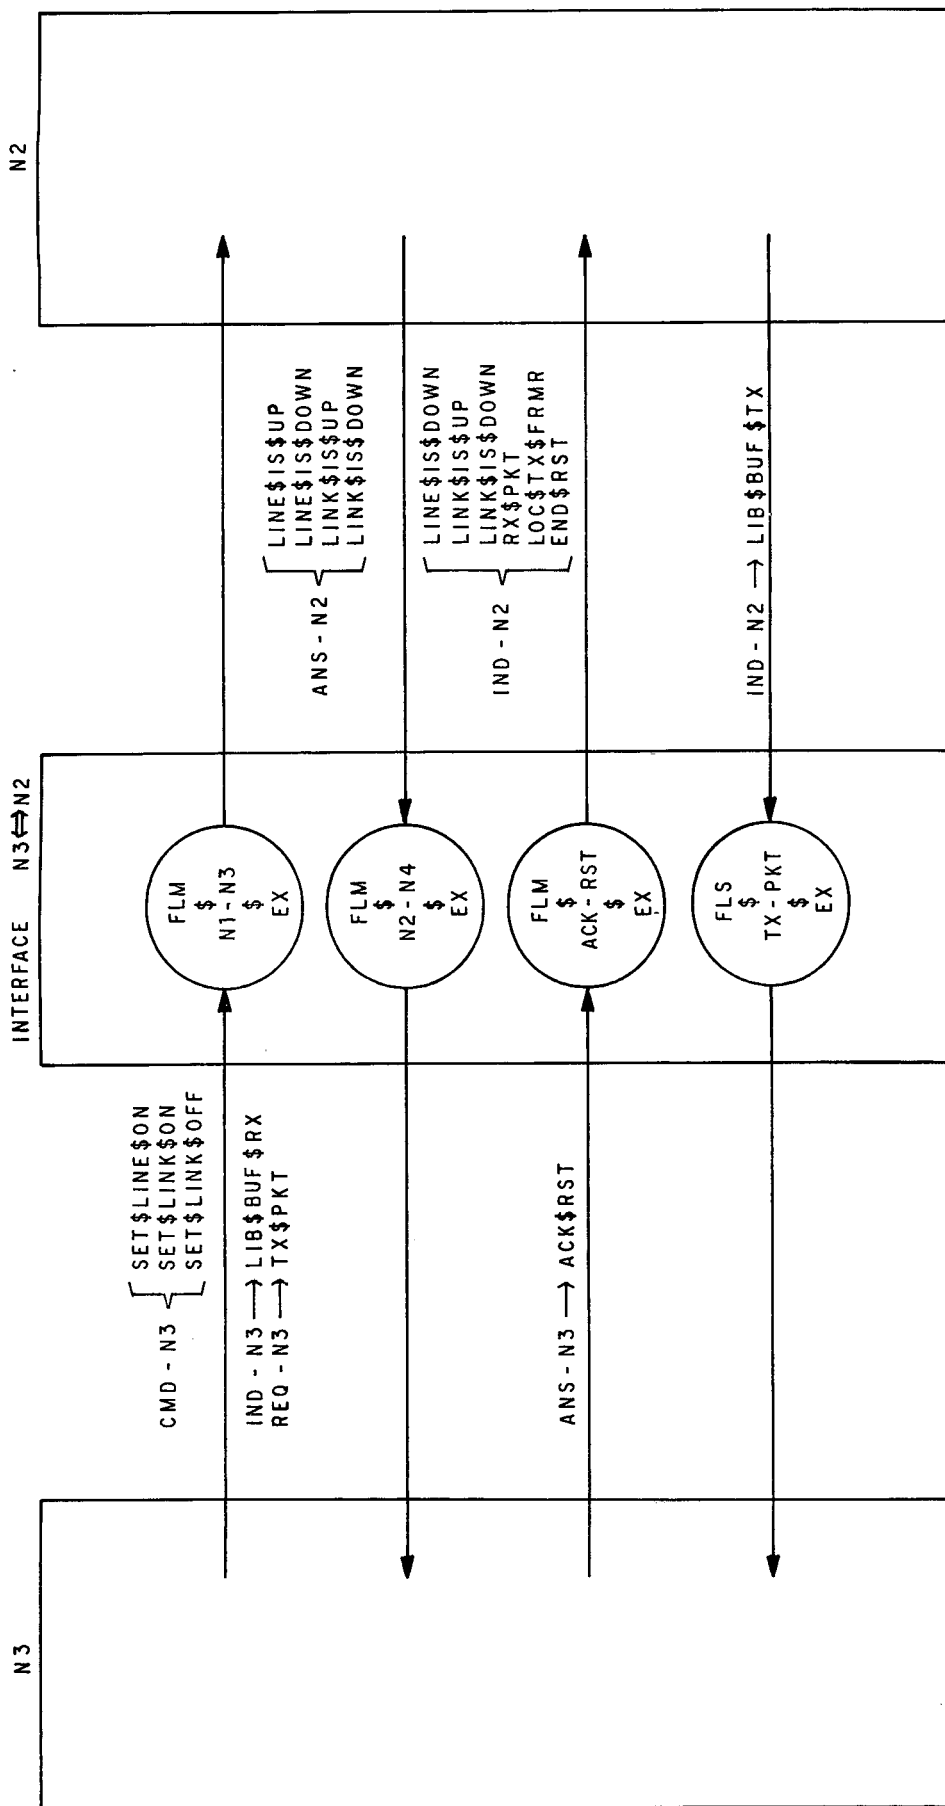 N3
INTERFACE N3⇔N2
N2
CMD-N3
SET$LINE$ON
SET$LINK$ON
SET$LINK$OFF
IND-N3 → LIB$BUF$RX
REQ-N3 → TX$PKT
FLM
$
N1-N3
$
EX
ANS-N2
LINE$IS$UP
LINE$IS$DOWN
LINK$IS$UP
LINK$IS$DOWN
FLM
$
N2-N4
$
EX
IND-N2
LINE$IS$DOWN
LINK$IS$UP
LINK$IS$DOWN
RX$PKT
LOC$TX$FRMR
END$RST
ANS-N3 → ACK$RST
FLM
$
ACK-RST
$
EX
IND-N2 → LIB$BUF$TX
FLS
$
TX-PKT
$
EX